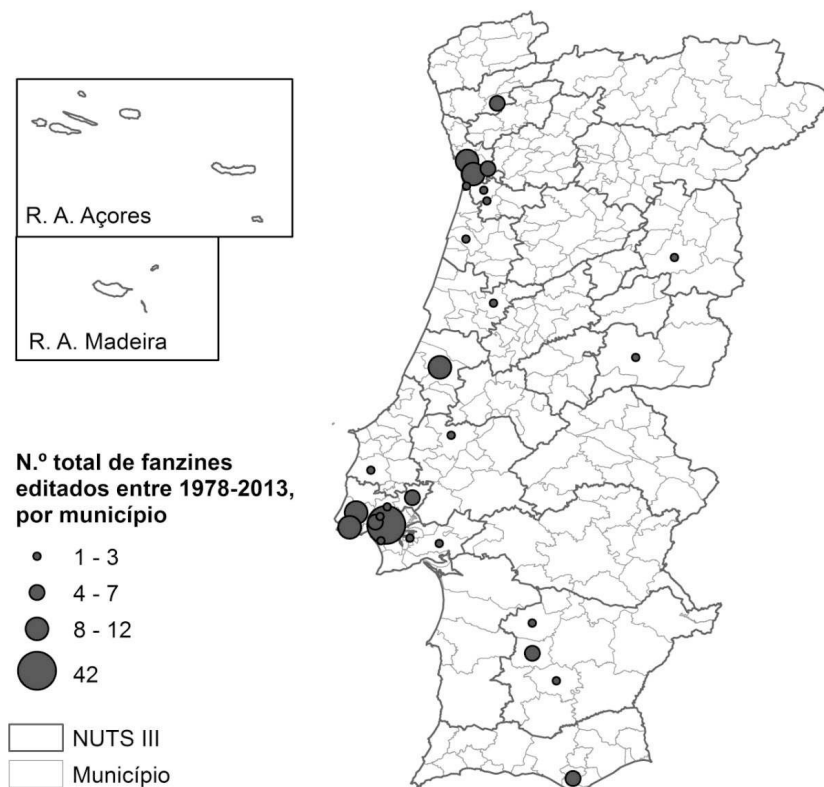 R. A. Açores
R. A. Madeira
N.º total de fanzines
editados entre 1978-2013,
por município
1 - 3
4 - 7
8 - 12
42
NUTS III
Município